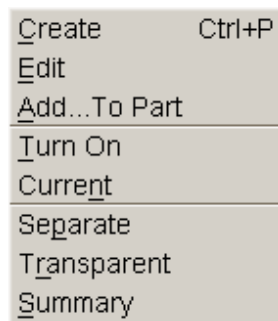 Create Ctrl+P
Edit
Add...To Part
Turn On
Current
Separate
Transparent
Summary